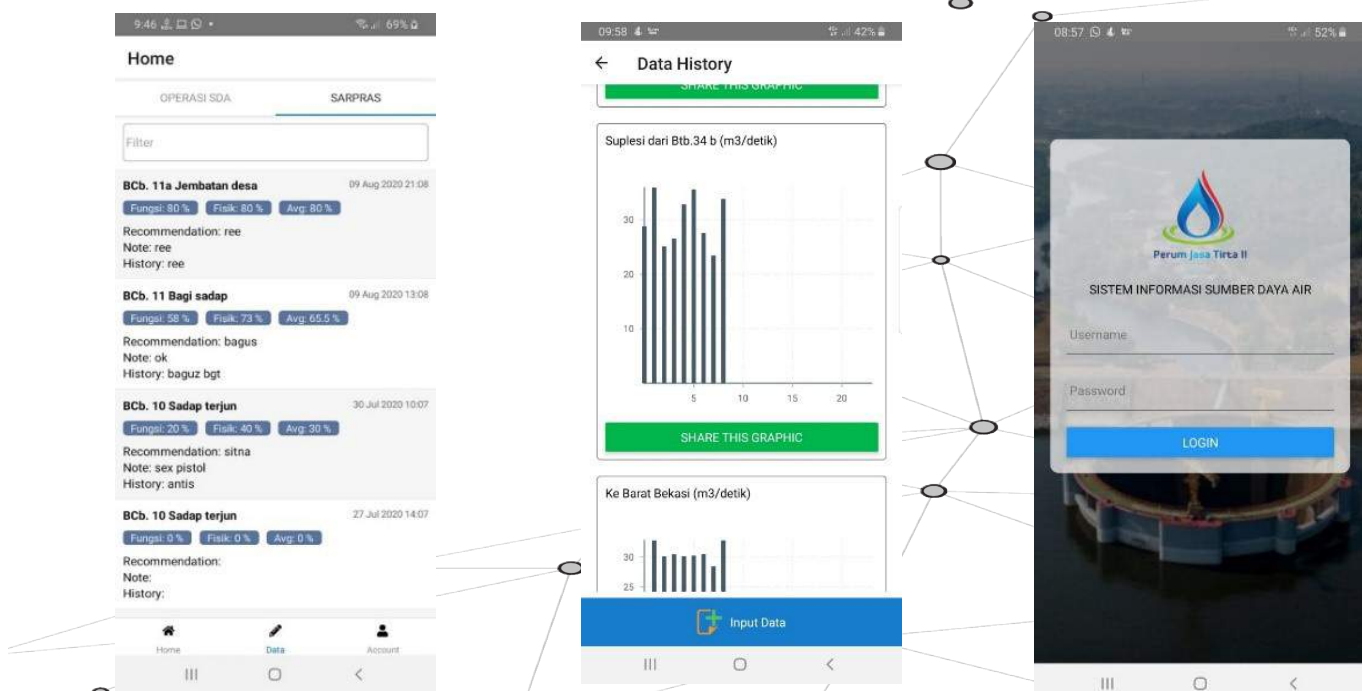 9:46 69%
Home
OPERASI SDA SARPRAS
Filter
BCb. 11a Jembatan desa 09 Aug 2020 21:08
Fungsi: 80 % Fisik: 80 % Avg: 80 %
Recommendation: ree
Note: ree
History: ree
BCb. 11 Bagi sadap 09 Aug 2020 13:08
Fungsi: 58 % Fisik: 73 % Avg: 65.5 %
Recommendation: bagus
Note: ok
History: baguz bgt
BCb. 10 Sadap terjun 30 Jul 2020 10:07
Fungsi: 20 % Fisik: 40 % Avg: 30 %
Recommendation: sitna
Note: sex pistol
History: antis
BCb. 10 Sadap terjun 27 Jul 2020 14:07
Fungsi: 0 % Fisik: 0 % Avg: 0 %
Recommendation:
Note:
History:
Home Data Account
09:58 42%
Data History
SHARE THIS GRAPHIC
Suplesi dari Btb.34 b (m3/detik)
30
20
10
5 10 15 20
SHARE THIS GRAPHIC
Ke Barat Bekasi (m3/detik)
30
25
Input Data
08:57 52%
Perum Jasa Tirta II
SISTEM INFORMASI SUMBER DAYA AIR
Username
Password
LOGIN